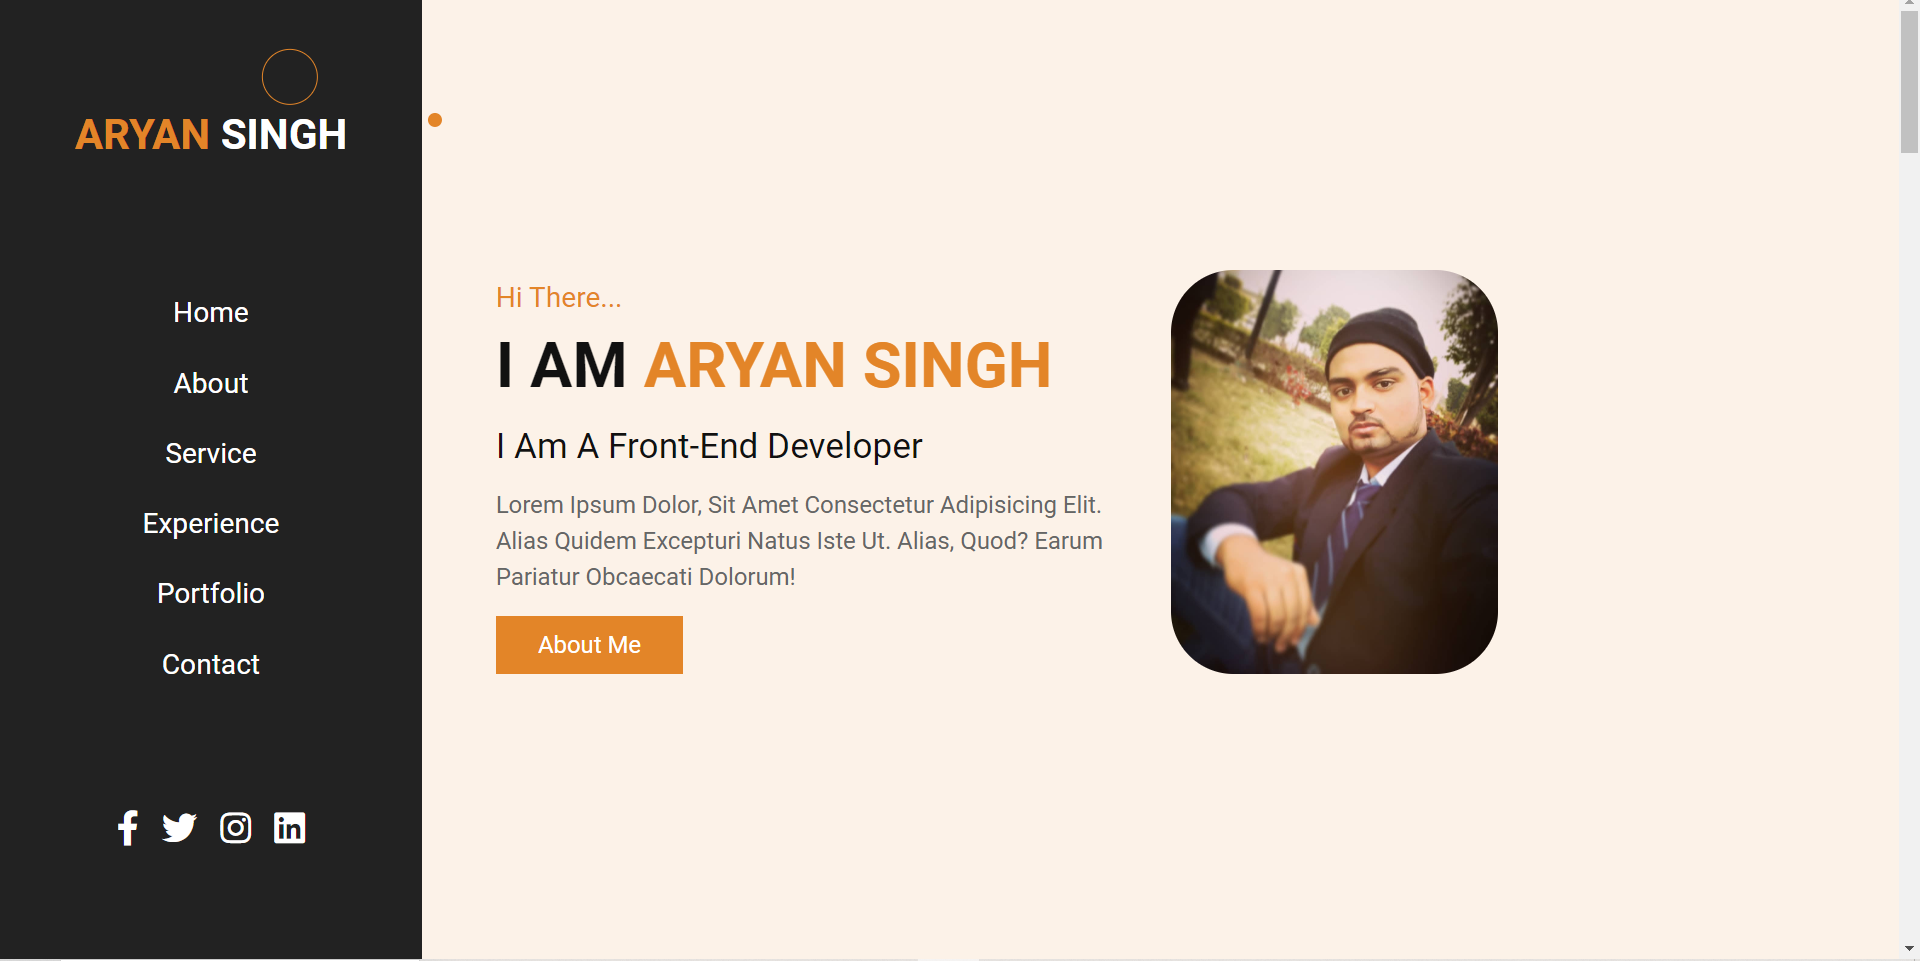 ARYAN SINGH
Home
About
Service
Experience
Portfolio
Contact
Hi There...
I AM ARYAN SINGH
I Am A Front-End Developer
Lorem Ipsum Dolor, Sit Amet Consectetur Adipisicing Elit.
Alias Quidem Excepturi Natus Iste Ut. Alias, Quod? Earum
Pariatur Obcaecati Dolorum!
About Me